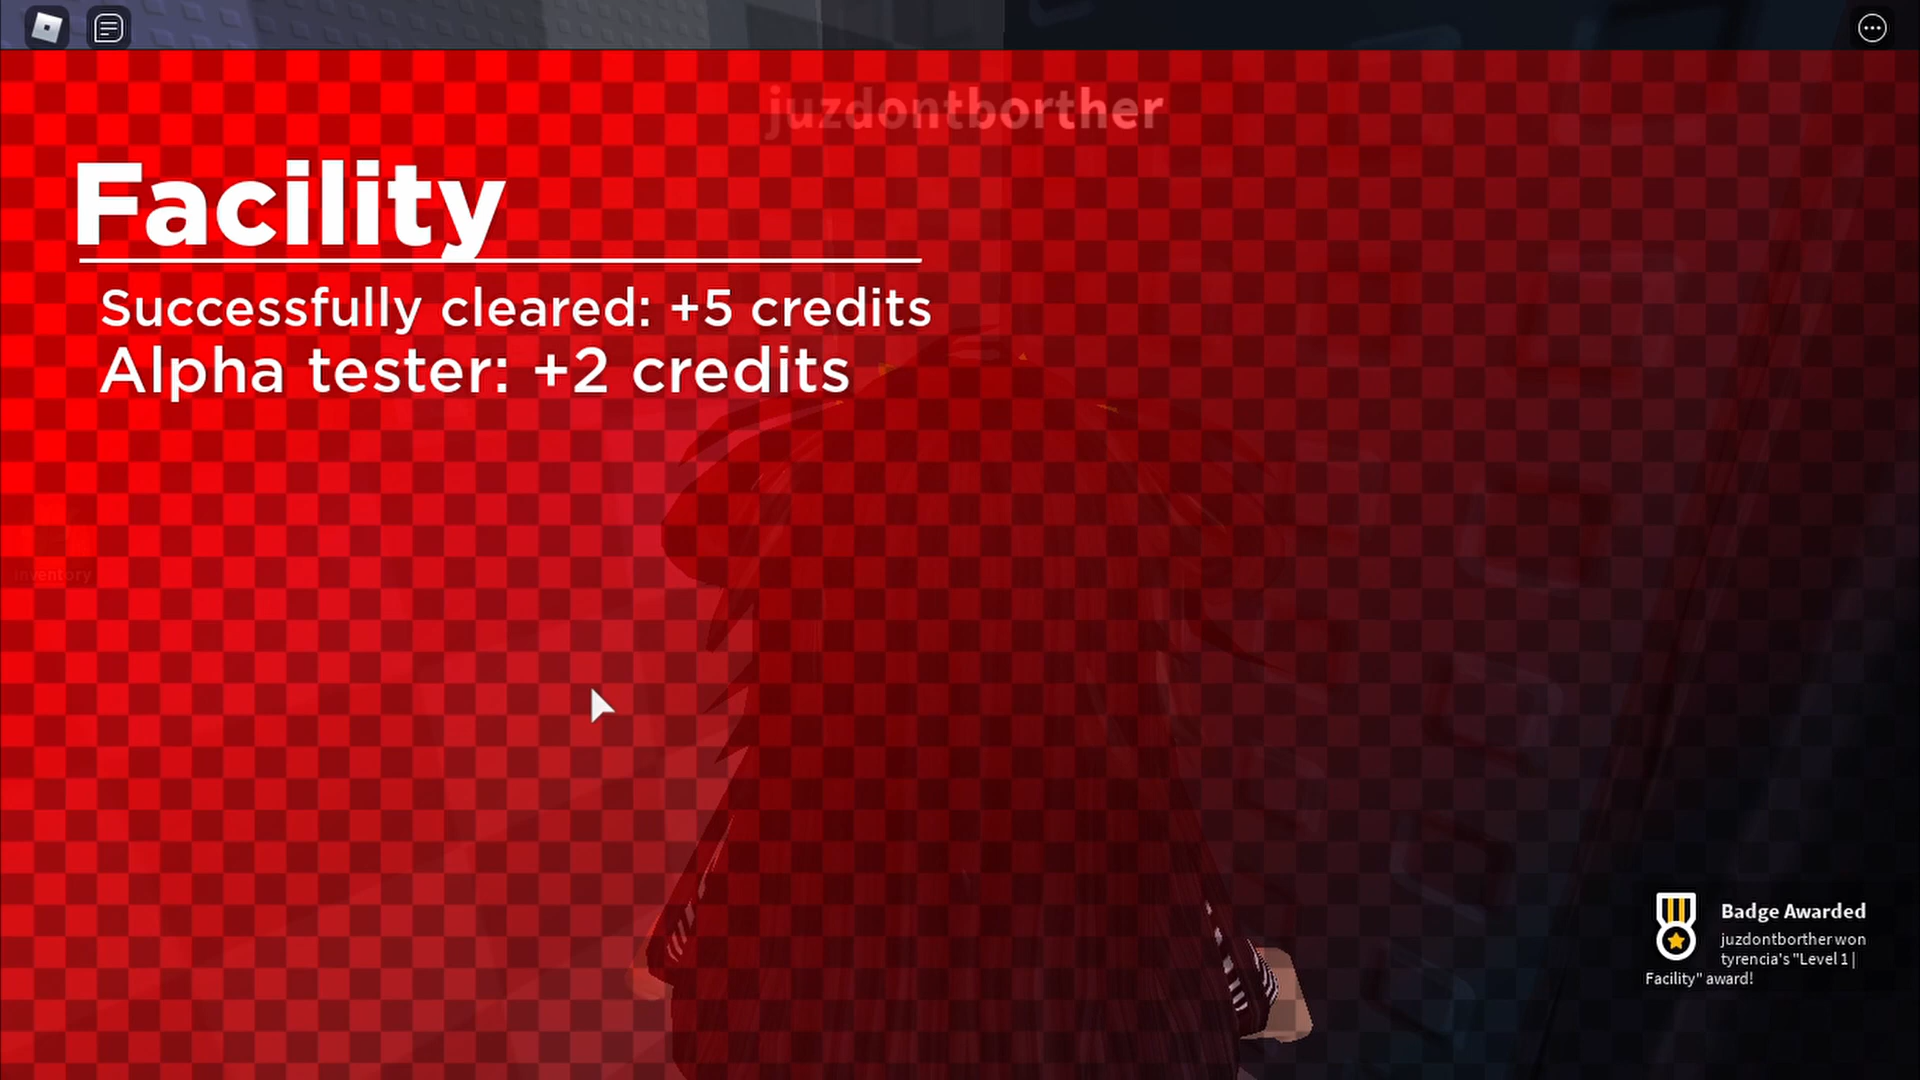 juzdontborther
Facility
Successfully cleared: +5 credits
Alpha tester: +2 credits
inventory
Badge Awarded
juzdontborther won
tyrencia's "Level 1 |
Facility" award!